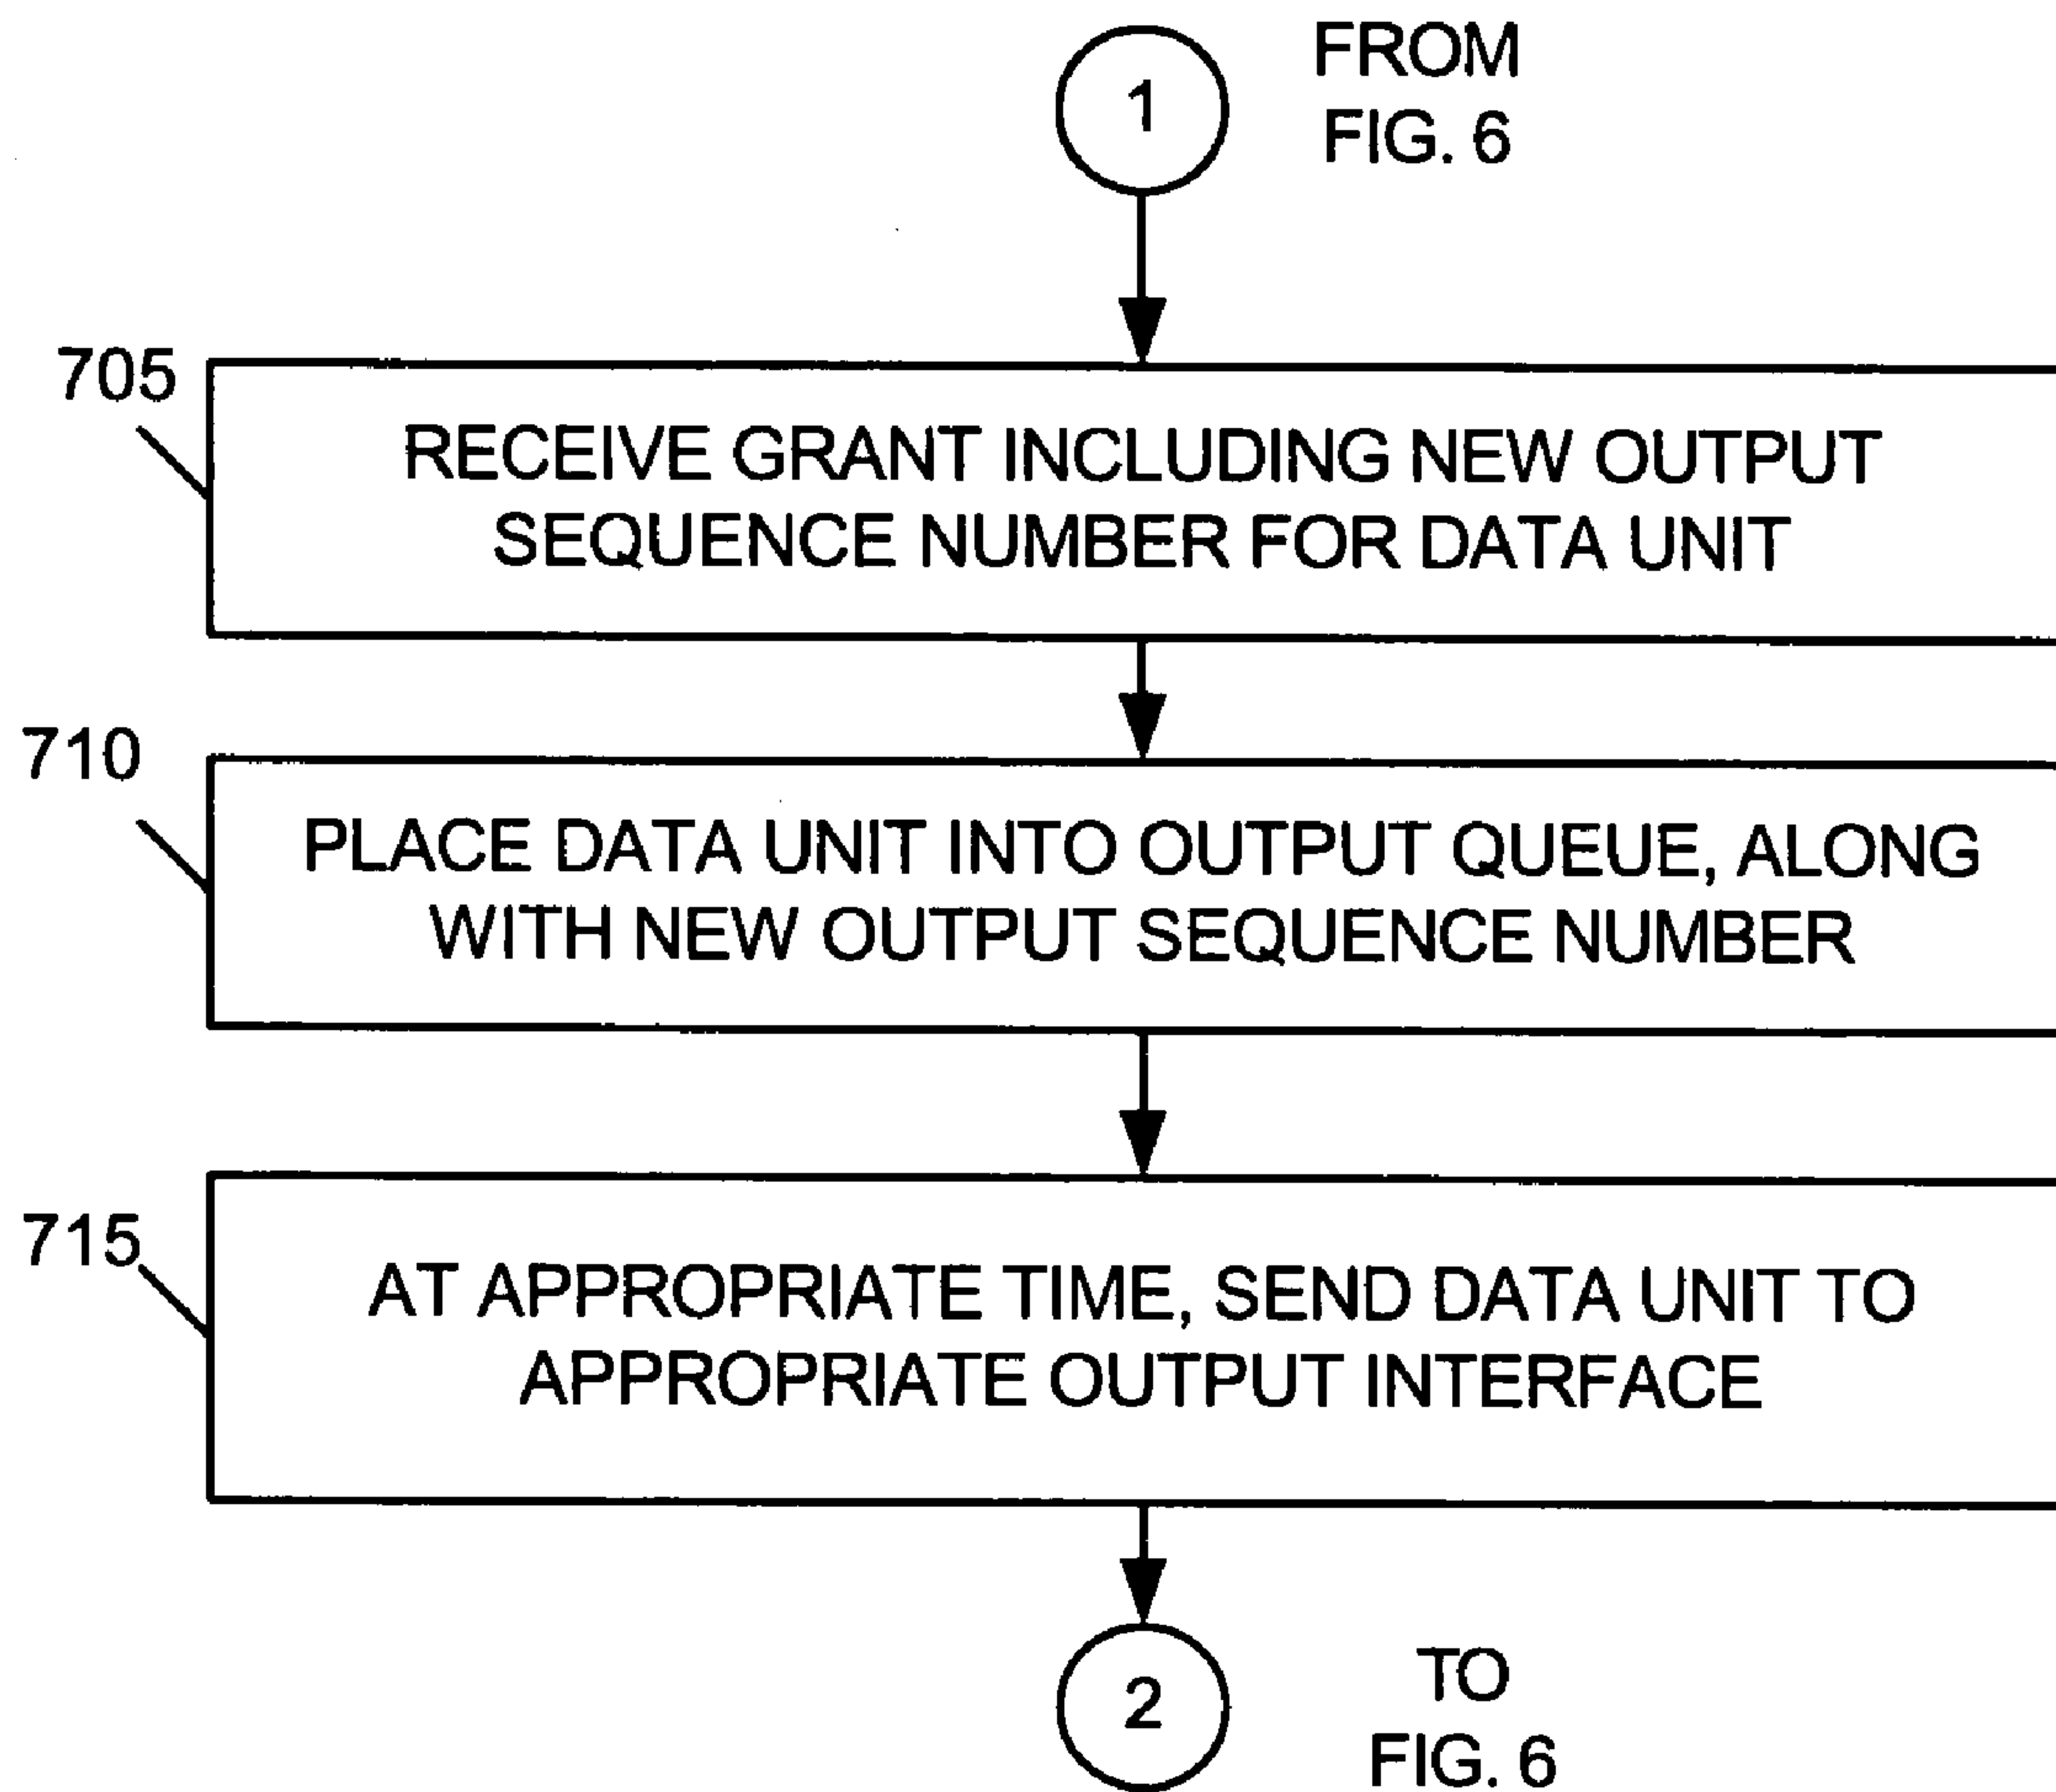 1
FROM
FIG. 6
705
RECEIVE GRANT INCLUDING NEW OUTPUT
SEQUENCE NUMBER FOR DATA UNIT
710
PLACE DATA UNIT INTO OUTPUT QUEUE, ALONG
WITH NEW OUTPUT SEQUENCE NUMBER
715
AT APPROPRIATE TIME, SEND DATA UNIT TO
APPROPRIATE OUTPUT INTERFACE
2
TO
FIG. 6